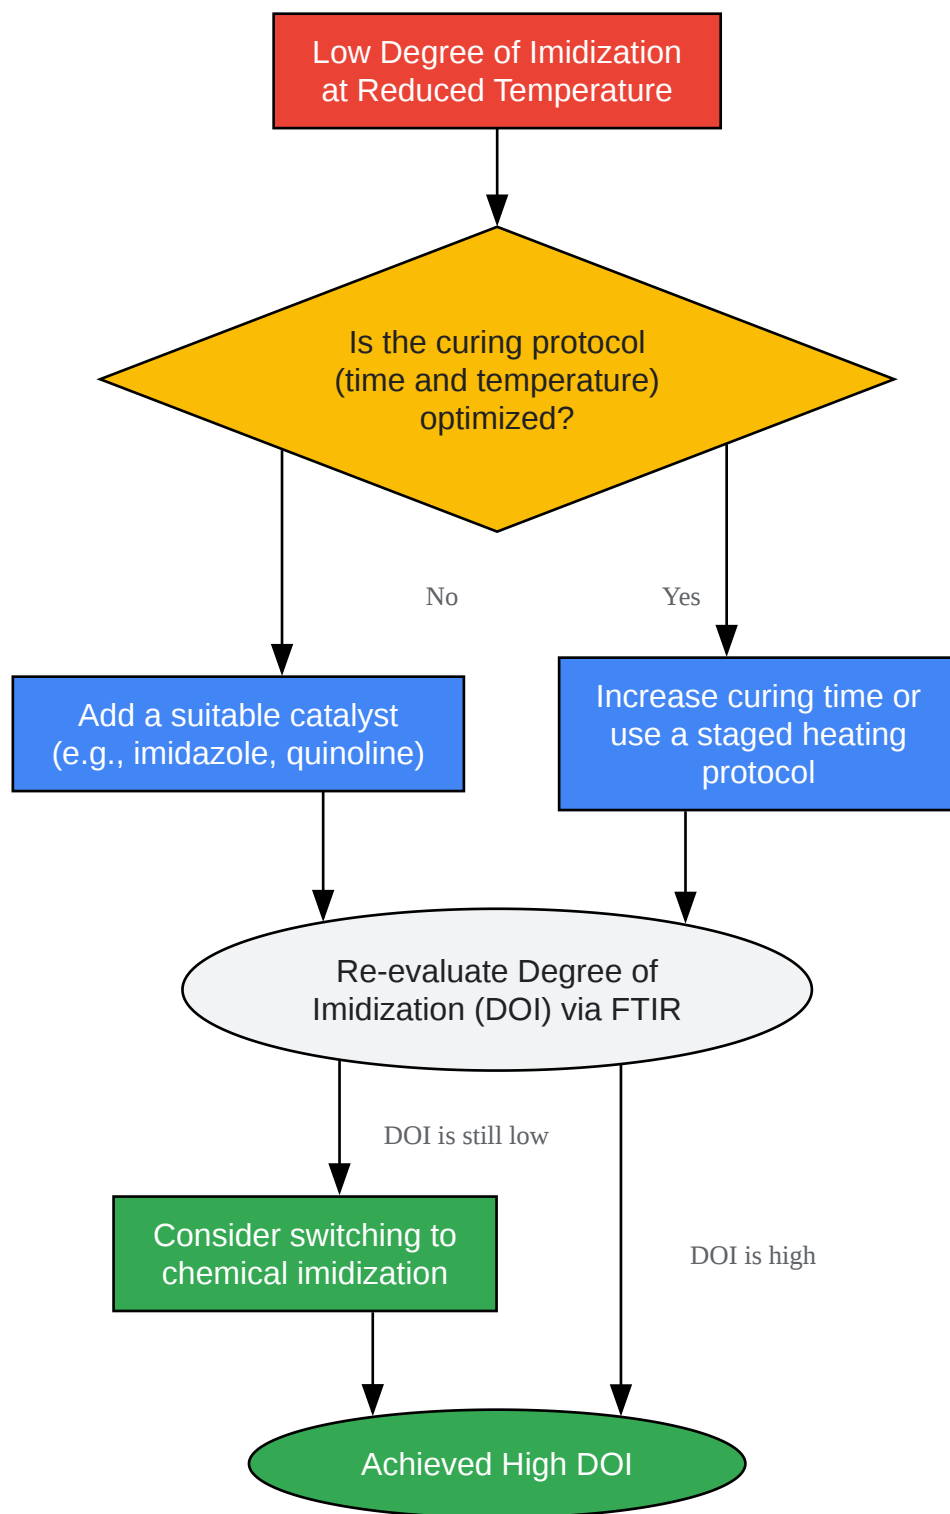 Low Degree of Imidization
at Reduced Temperature
Is the curing protocol
(time and temperature)
optimized?
No
Yes
Add a suitable catalyst
(e.g., imidazole, quinoline)
Increase curing time or
use a staged heating
protocol
Re-evaluate Degree of
Imidization (DOI) via FTIR
DOI is still low
Consider switching to
chemical imidization
DOI is high
Achieved High DOI